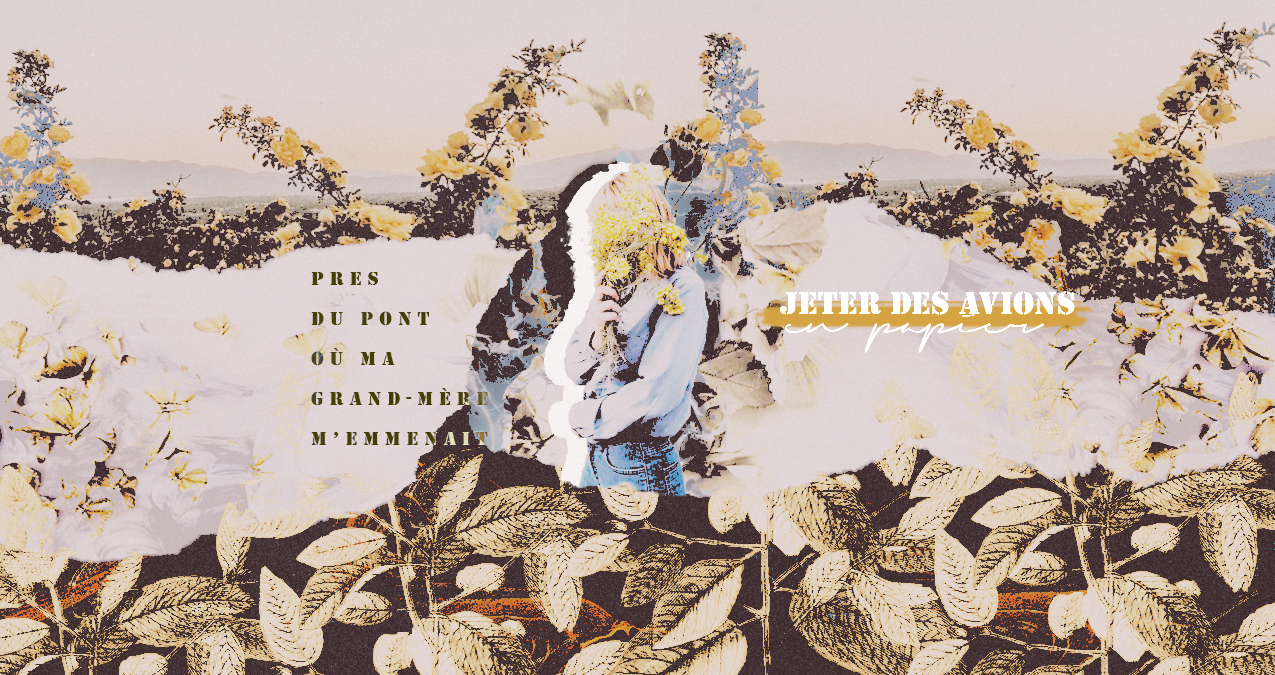 PRES
DU PONT
OÙ MA
GRAND-MÈRE
M'EMMENAIT
JETER DES AVIONS
en papier